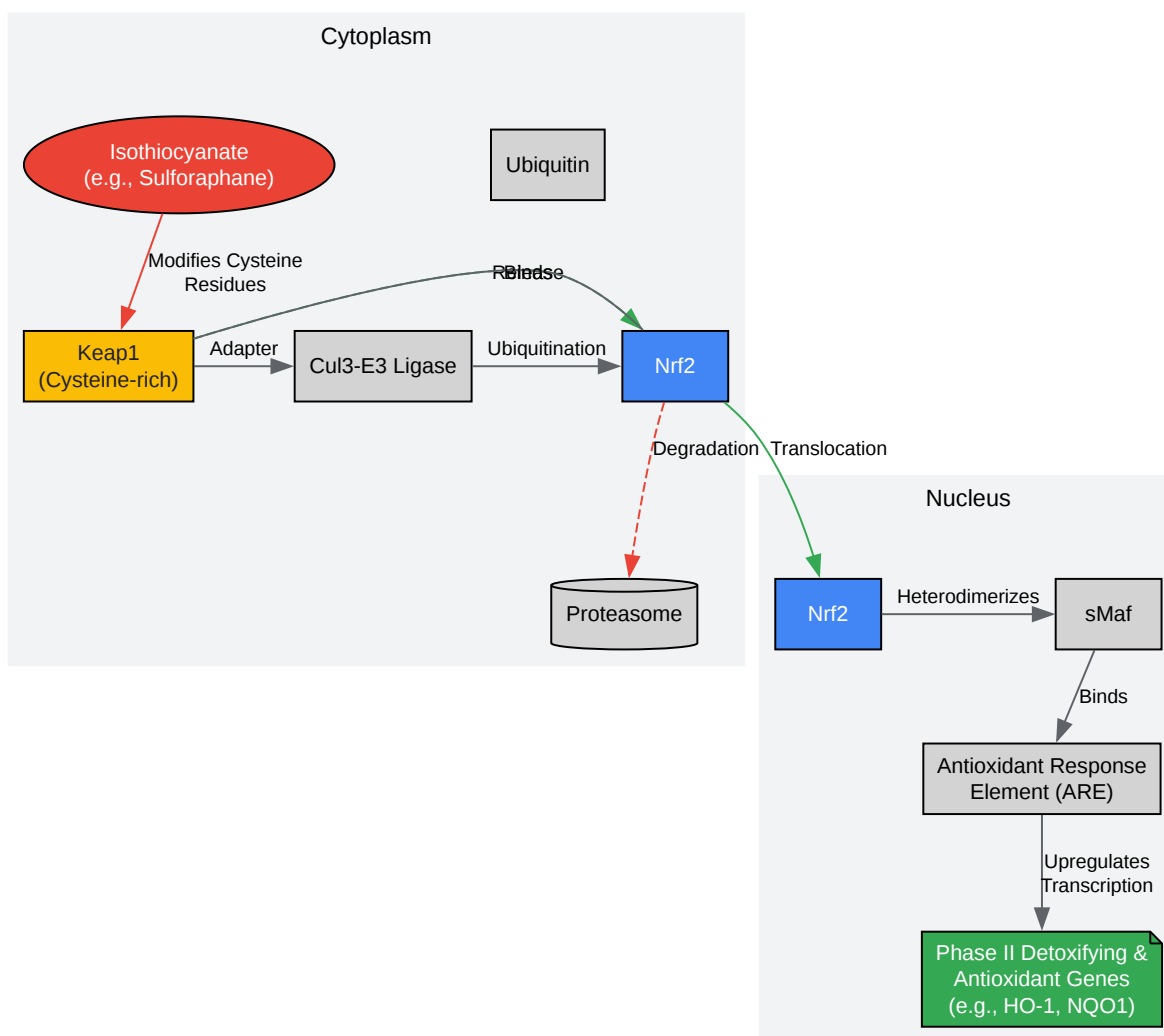 Cytoplasm
Isothiocyanate
(e.g., Sulforaphane)
Ubiquitin
Modifies Cysteine
Residues
Release
Binds
Keap1
(Cysteine-rich)
Adapter
Cul3-E3 Ligase
Ubiquitination
Nrf2
Degradation
Translocation
Proteasome
Nucleus
Nrf2
Heterodimerizes
sMaf
Binds
Antioxidant Response
Element (ARE)
Upregulates
Transcription
Phase II Detoxifying &
Antioxidant Genes
(e.g., HO-1, NQO1)